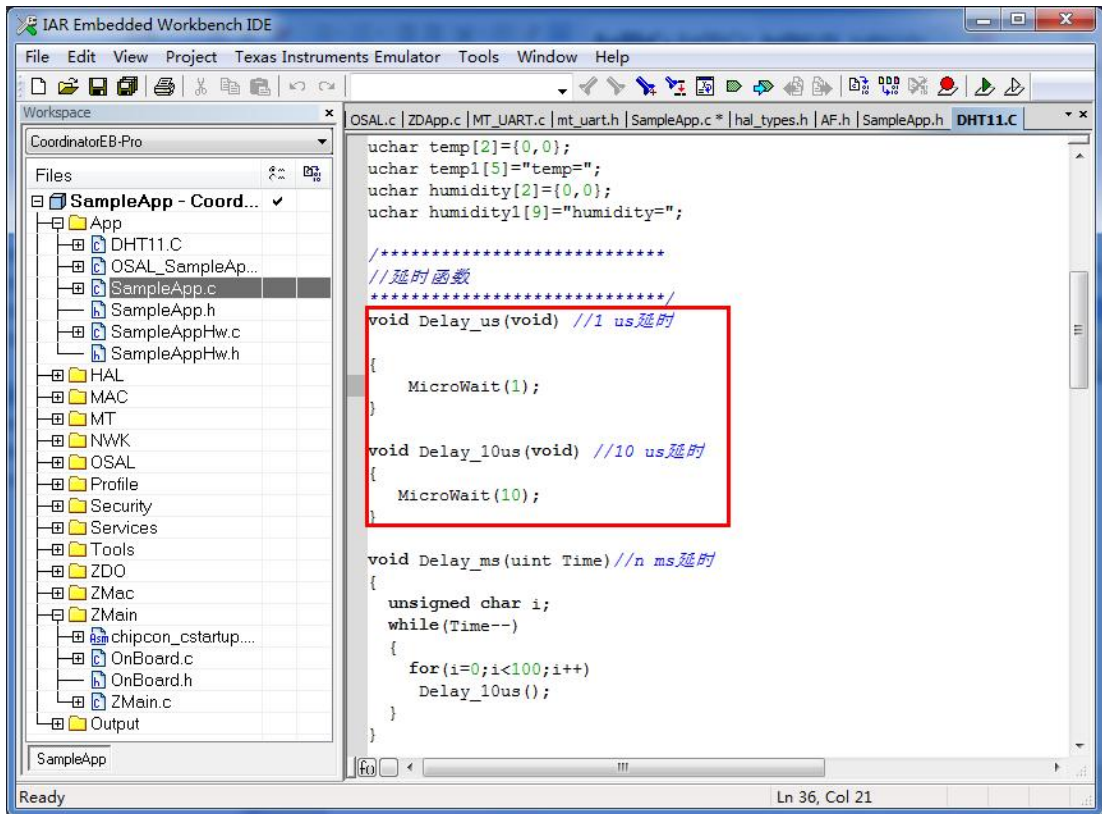 IAR Embedded Workbench IDE
File Edit View Project Texas Instruments Emulator Tools Window Help
Workspace
CoordinatorEB-Pro
Files
SampleApp - Coord...
App
DHT11.C
OSAL_SampleAp...
SampleApp.c
SampleApp.h
SampleAppHw.c
SampleAppHw.h
HAL
MAC
MT
NWK
OSAL
Profile
Security
Services
Tools
ZDO
ZMac
ZMain
chipcon_cstartup....
OnBoard.c
OnBoard.h
ZMain.c
Output
SampleApp
OSAL.c | ZDApp.c | MT_UART.c | mt_uart.h | SampleApp.c * | hal_types.h | AF.h | SampleApp.h DHT11.C
uchar temp[2]={0,0};
uchar temp1[5]="temp=";
uchar humidity[2]={0,0};
uchar humidity1[9]="humidity=";
/****************************
//延时函数
*****************************/
void Delay_us(void) //1 us延时
{
MicroWait(1);
}
void Delay_10us(void) //10 us延时
{
MicroWait(10);
}
void Delay_ms(uint Time)//n ms延时
{
unsigned char i;
while(Time--)
{
for(i=0;i<100;i++)
Delay_10us();
}
}
Ready
Ln 36, Col 21